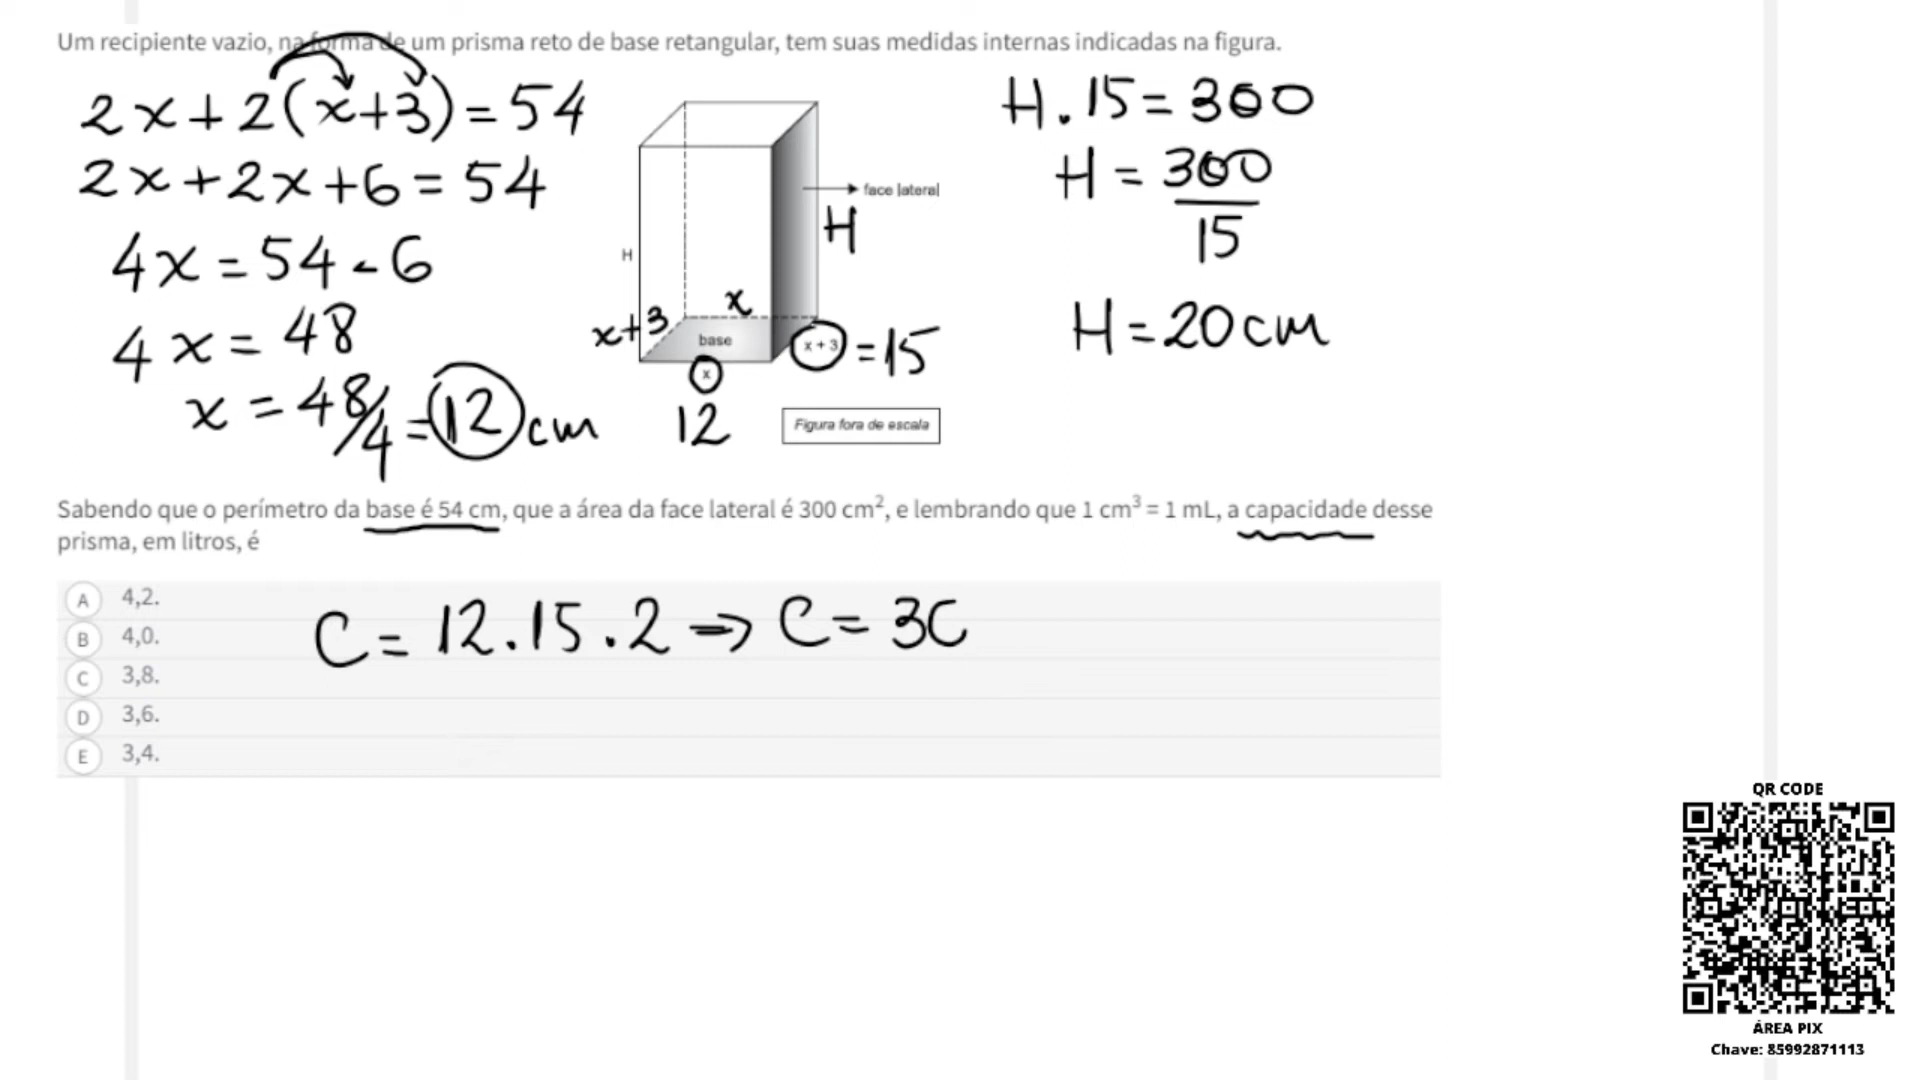 Um recipiente vazio, na forma de um prisma reto de base retangular, tem suas medidas internas indicadas na figura.
2x+2(x+3)=54
2x+2x+6=54
4x=54-6
4x=48
x=48/4=12cm
face lateral
H
H
x
x+3
base
x+3
=15
x
12
Figura fora de escala
H.15=300
H=300
15
H=20cm
Sabendo que o perímetro da base é 54 cm, que a área da face lateral é 300 cm², e lembrando que 1 cm³ = 1 mL, a capacidade desse
prisma, em litros, é
A 4,2.
B 4,0.
C 3,8.
D 3,6.
E 3,4.
C=12.15.2⇒C=3C
QR CODE
ÁREA PIX
Chave: 85992871113